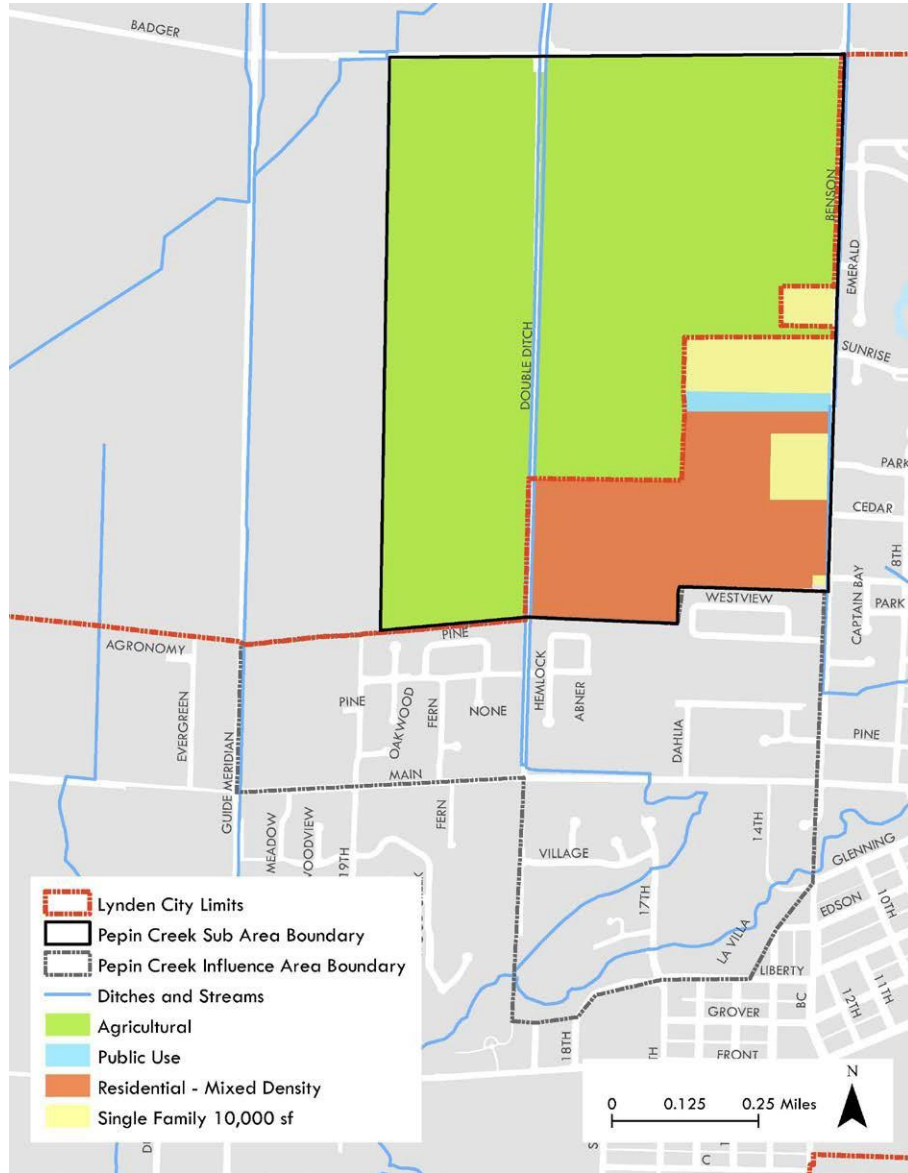 BADGER
BENSON
EMERALD
DOUBLE DITCH
SUNRISE
PARK
CEDAR
8TH
CAPTAIN BAY
PARK
WESTVIEW
AGRONOMY
PINE
EVERGREEN
GUIDE MERIDIAN
PINE
OAKWOOD
FERN
NONE
HEMLOCK
ABNER
DAHLIA
PINE
MAIN
MEADOW
WOODVIEW
19TH
FERN
VILLAGE
17TH
14TH
GLENNING
EDSON
10TH
LA VILLA
LIBERTY
BC
11TH
12TH
GROVER
18TH
FRONT
Lynden City Limits
Pepin Creek Sub Area Boundary
Pepin Creek Influence Area Boundary
Ditches and Streams
Agricultural
Public Use
Residential - Mixed Density
Single Family 10,000 sf
N
0 0.125 0.25 Miles
C